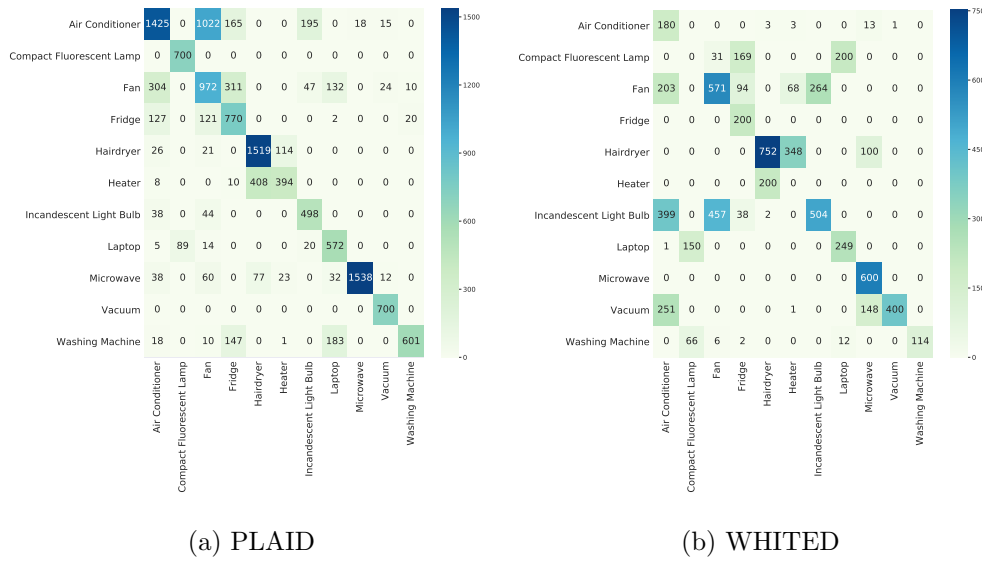 Air Conditioner 1425 0 1022 165 0 0 195 0 18 15 0
Compact Fluorescent Lamp 0 700 0 0 0 0 0 0 0 0 0
Fan 304 0 972 311 0 0 47 132 0 24 10
Fridge 127 0 121 770 0 0 0 2 0 0 20
Hairdryer 26 0 21 0 1519 114 0 0 0 0 0
Heater 8 0 0 10 408 394 0 0 0 0 0
Incandescent Light Bulb 38 0 44 0 0 0 498 0 0 0 0
Laptop 5 89 14 0 0 0 20 572 0 0 0
Microwave 38 0 60 0 77 23 0 32 1538 12 0
Vacuum 0 0 0 0 0 0 0 0 0 700 0
Washing Machine 18 0 10 147 0 1 0 183 0 0 601
Air Conditioner
Compact Fluorescent Lamp
Fan
Fridge
Hairdryer
Heater
Incandescent Light Bulb
Laptop
Microwave
Vacuum
Washing Machine
1500
1200
900
600
300
0
(a) PLAID
Air Conditioner 180 0 0 0 3 3 0 0 13 1 0
Compact Fluorescent Lamp 0 0 31 169 0 0 0 200 0 0 0
Fan 203 0 571 94 0 68 264 0 0 0 0
Fridge 0 0 0 200 0 0 0 0 0 0 0
Hairdryer 0 0 0 0 752 348 0 0 100 0 0
Heater 0 0 0 0 200 0 0 0 0 0 0
Incandescent Light Bulb 399 0 457 38 2 0 504 0 0 0 0
Laptop 1 150 0 0 0 0 0 249 0 0 0
Microwave 0 0 0 0 0 0 0 0 600 0 0
Vacuum 251 0 0 0 0 1 0 0 148 400 0
Washing Machine 0 66 6 2 0 0 0 12 0 0 114
Air Conditioner
Compact Fluorescent Lamp
Fan
Fridge
Hairdryer
Heater
Incandescent Light Bulb
Laptop
Microwave
Vacuum
Washing Machine
750
600
450
300
150
0
(b) WHITED